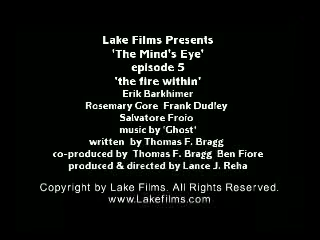 Lake Films Presents
'The Mind's Eye'
episode 5
'the fire within'
Erik Barkhimer
Rosemary Gore  Frank Dudley
Salvatore Froio
music by 'Ghost'
written  by Thomas F. Bragg
co-produced by  Thomas F. Bragg  Ben Fiore
produced & directed by Lance J. Reha
Copyright by Lake Films. All Rights Reserved.
www.Lakefilms.com